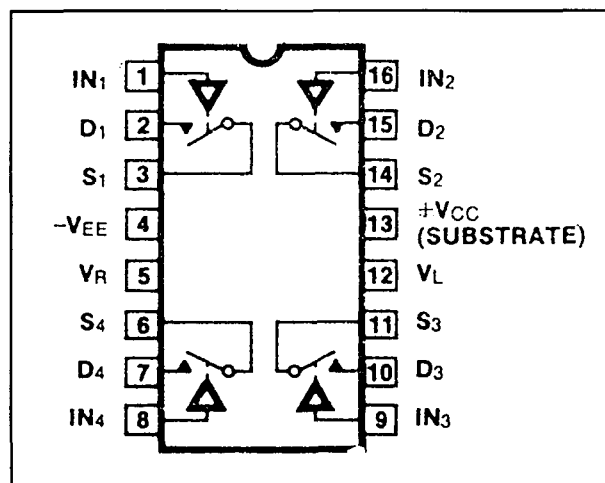 IN1 1 16 IN2
D1 2 15 D2
S1 3 14 S2
−VEE 4 13 +VCC (SUBSTRATE)
VR 5 12 VL
S4 6 11 S3
D4 7 10 D3
IN4 8 9 IN3